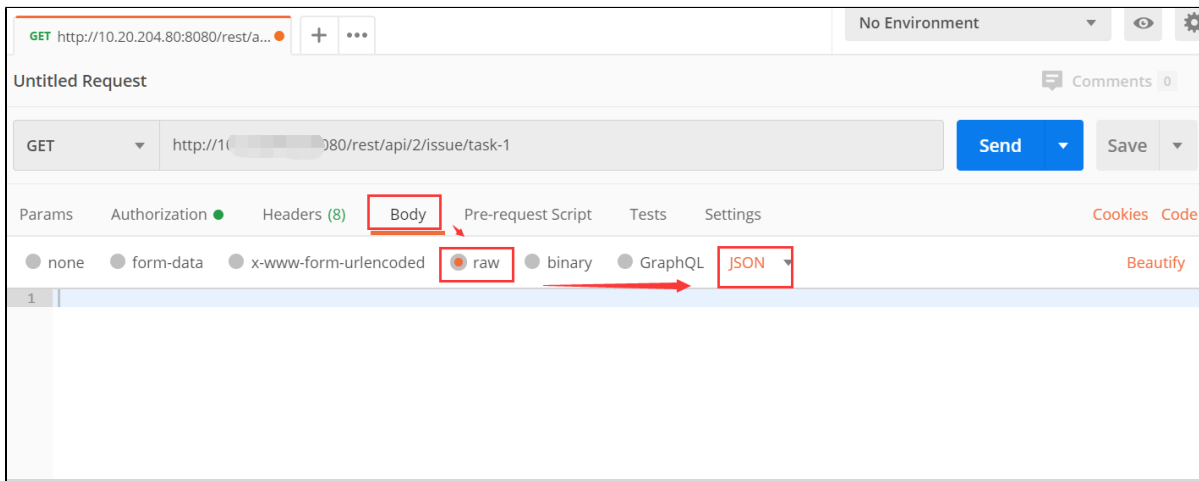 GET http://10.20.204.80:8080/rest/a... + ••• No Environment
Untitled Request Comments 0
GET http://10 080/rest/api/2/issue/task-1 Send Save
Params Authorization Headers (8) Body Pre-request Script Tests Settings Cookies Code
none form-data x-www-form-urlencoded raw binary GraphQL JSON Beautify
1